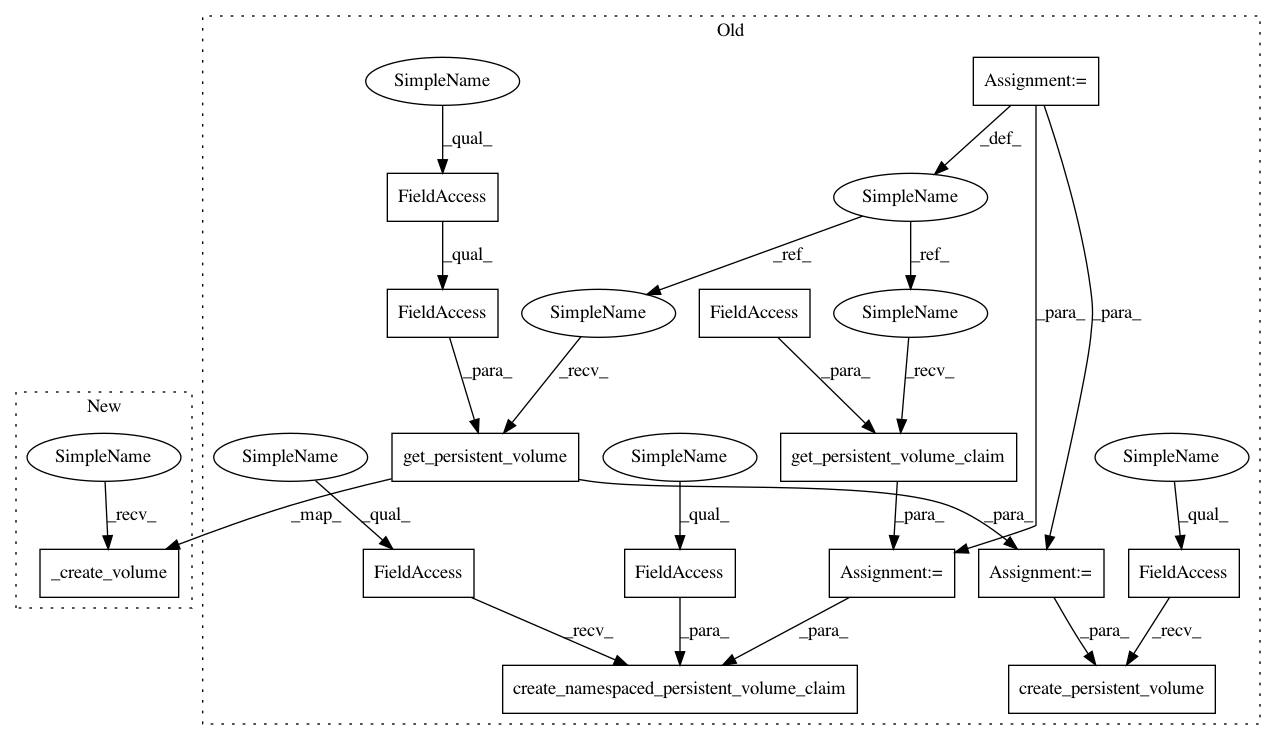 Old
SimpleName
Assignment:=
_qual_
_def_
FieldAccess
SimpleName
_qual_
_ref_
_ref_
FieldAccess
SimpleName
FieldAccess
SimpleName
_para_
_para_
_para_
_recv_
_para_
_recv_
New
SimpleName
SimpleName
get_persistent_volume
SimpleName
get_persistent_volume_claim
SimpleName
_recv_
_map_
_qual_
_qual_
_para_
_para_
_qual_
_create_volume
FieldAccess
FieldAccess
Assignment:=
Assignment:=
FieldAccess
_recv_
_para_
_para_
_para_
_recv_
create_namespaced_persistent_volume_claim
create_persistent_volume